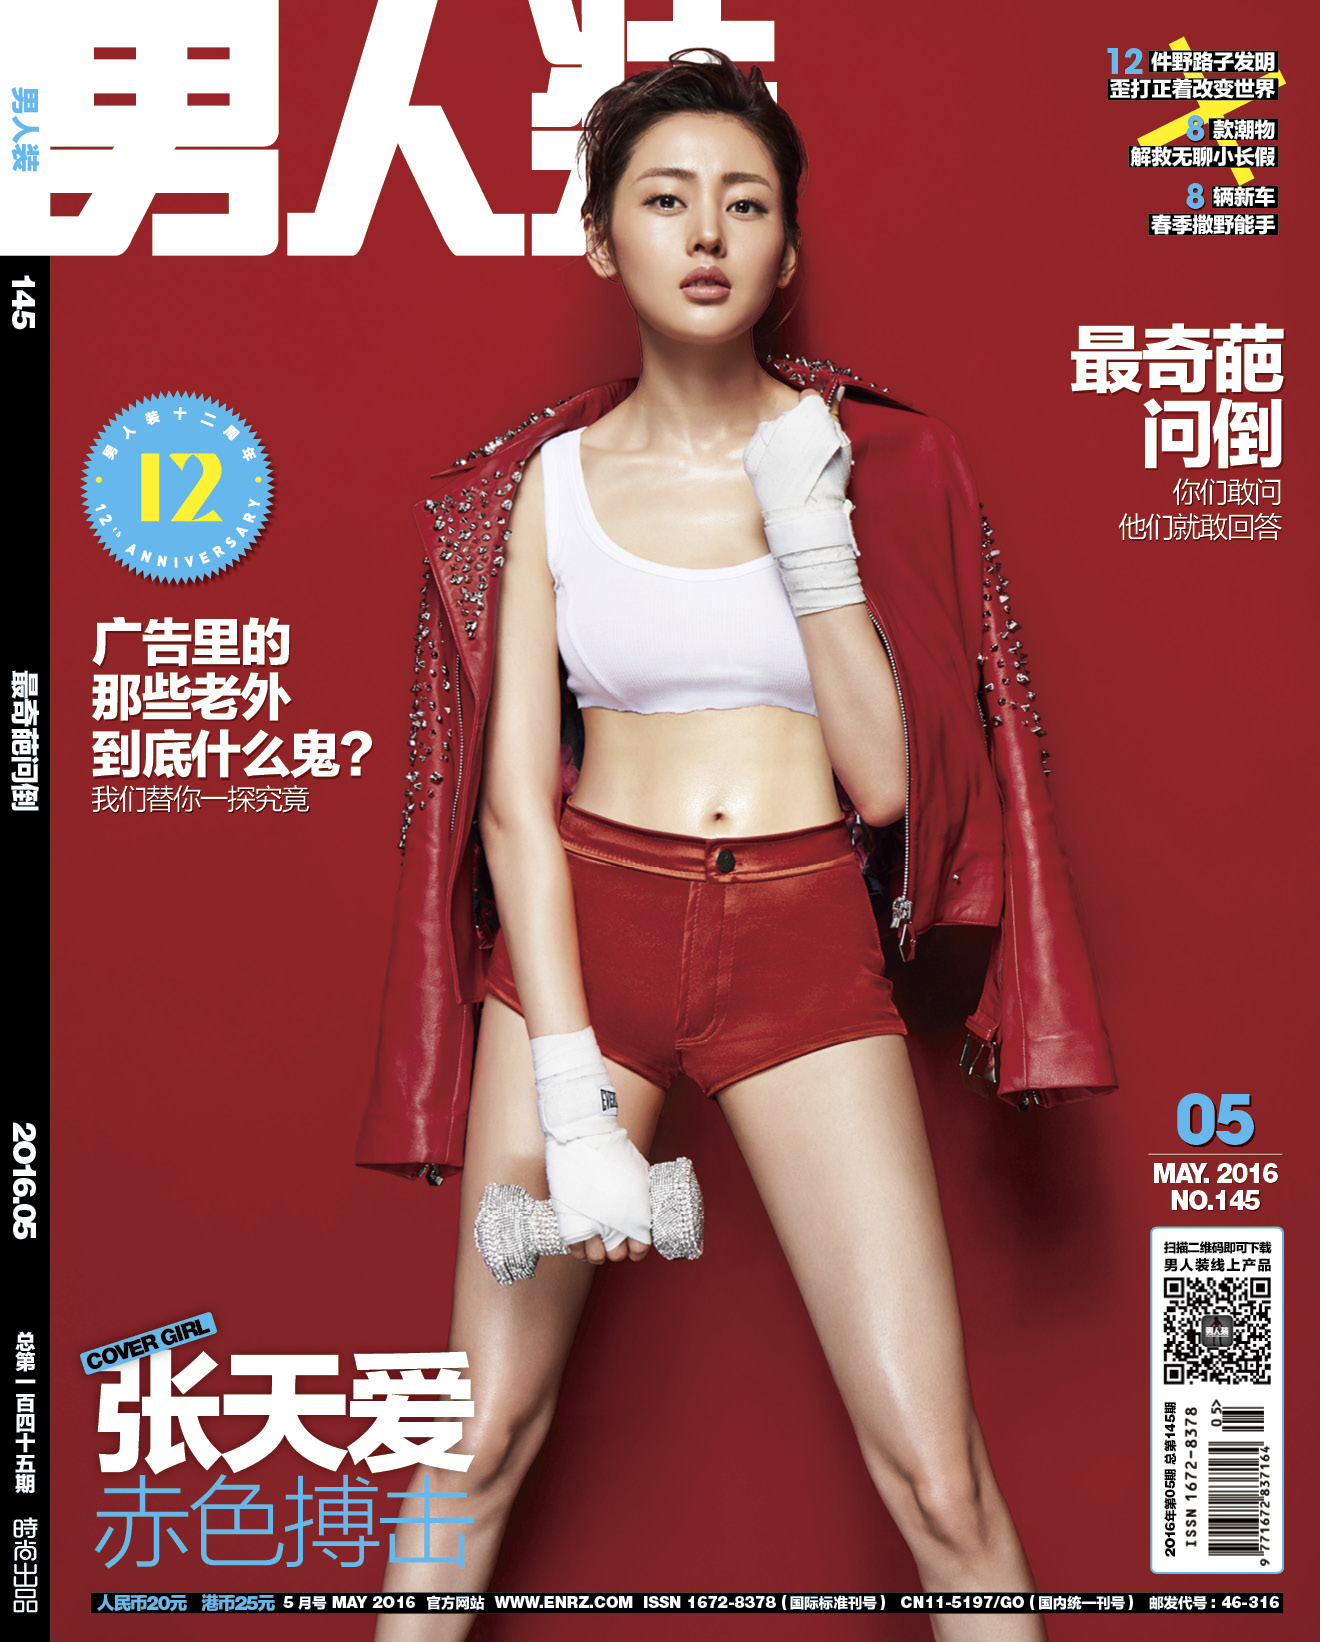 男人装
男人装
145
最奇葩问倒
2016.05
总第一百四十五期
時尚出品
12 件野路子发明
歪打正着改变世界
8 款潮物
解救无聊小长假
8 辆新车
春季撒野能手
最奇葩
问倒
你们敢问
他们就敢回答
男人装十二周年
12
12th ANNIVERSARY
广告里的
那些老外
到底什么鬼?
我们替你一探究竟
EVERL
05
MAY. 2016
NO.145
扫描二维码即可下载
男人装线上产品
男人装
2016年第05期 总第145期
ISSN 1672-8378
05>
9 771672 837164
COVER GIRL
张天爱
赤色搏击
人民币20元 港币25元 5月号 MAY 2016 官方网站 WWW.ENRZ.COM ISSN 1672-8378(国际标准刊号) CN11-5197/GO(国内统一刊号) 邮发代号:46-316